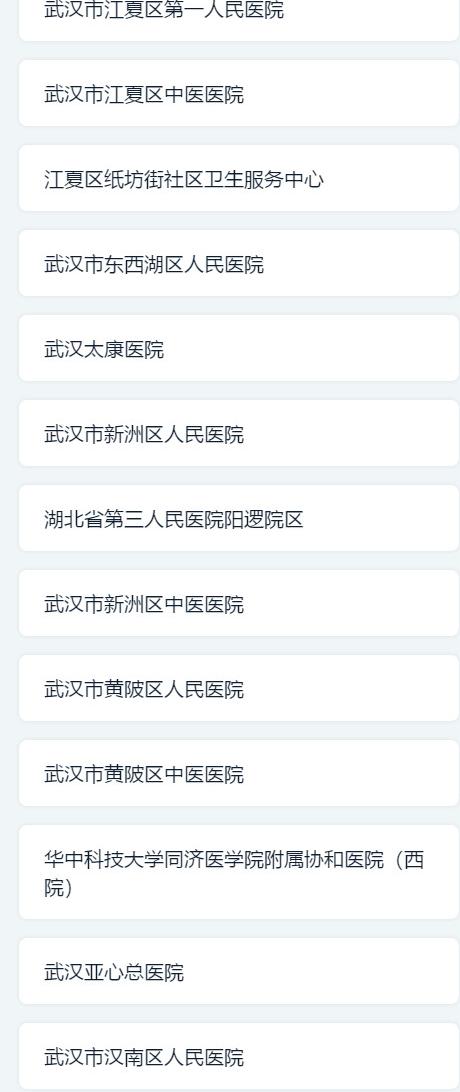 武汉市江夏区第一人民医院
武汉市江夏区中医医院
江夏区纸坊街社区卫生服务中心
武汉市东西湖区人民医院
武汉太康医院
武汉市新洲区人民医院
湖北省第三人民医院阳逻院区
武汉市新洲区中医医院
武汉市黄陂区人民医院
武汉市黄陂区中医医院
华中科技大学同济医学院附属协和医院（西
院）
武汉亚心总医院
武汉市汉南区人民医院